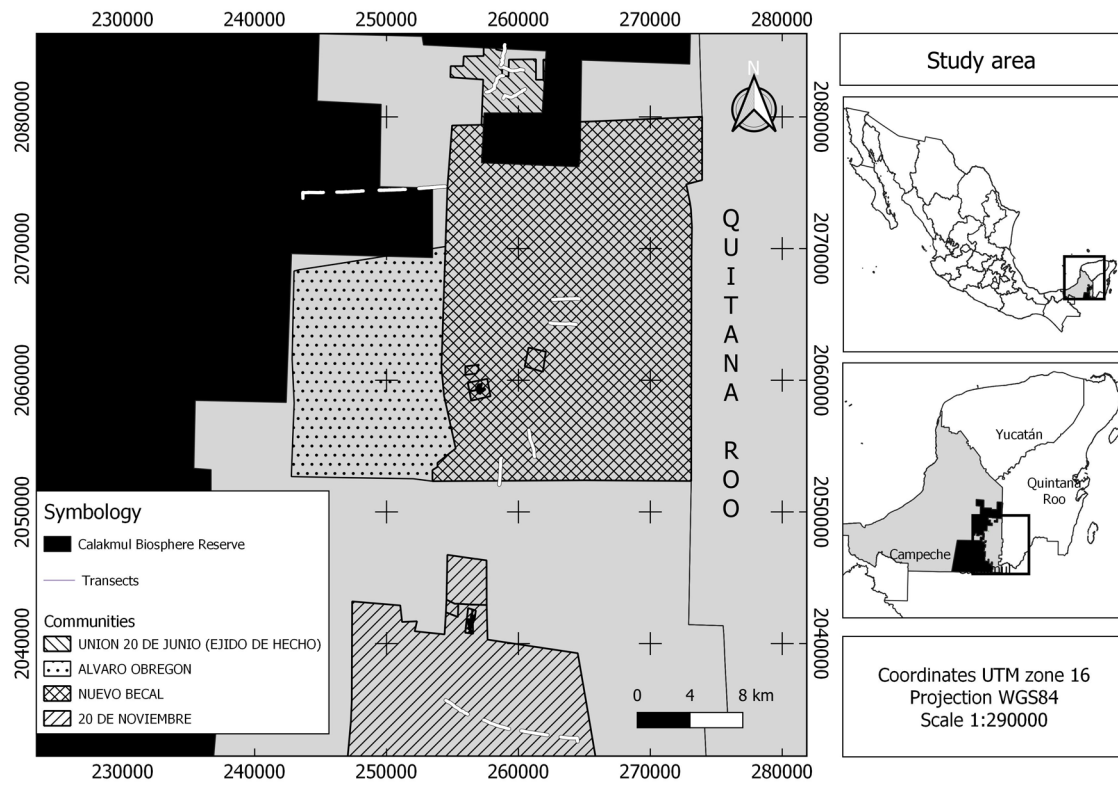 230000 240000 250000 260000 270000 280000
2080000
2070000
2060000
2050000
2040000
N
QUITANA ROO
Symbology
Calakmul Biosphere Reserve
Transects
Communities
UNION 20 DE JUNIO (EJIDO DE HECHO)
ALVARO OBREGON
NUEVO BECAL
20 DE NOVIEMBRE
0 4 8 km
2080000
2070000
2060000
2050000
2040000
230000 240000 250000 260000 270000 280000
Study area
Yucatán
Quintana
Roo
Campeche
Coordinates UTM zone 16
Projection WGS84
Scale 1:290000